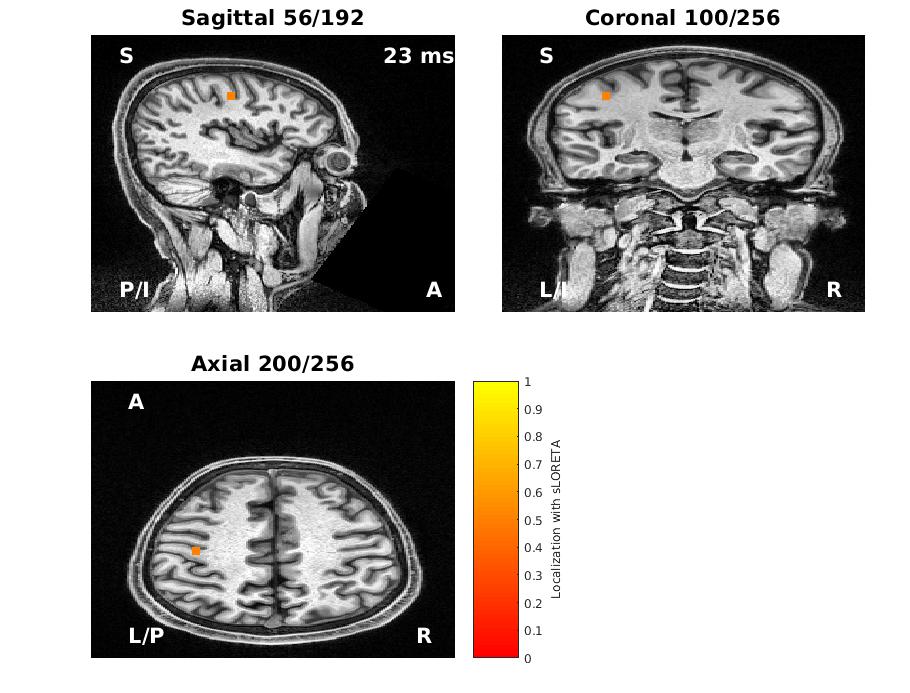 Sagittal 56/192
S
23 ms
P/I
A
Coronal 100/256
S
L/I
R
Axial 200/256
A
L/P
R
1
0.9
0.8
0.7
0.6
0.5
0.4
0.3
0.2
0.1
0
Localization with sLORETA